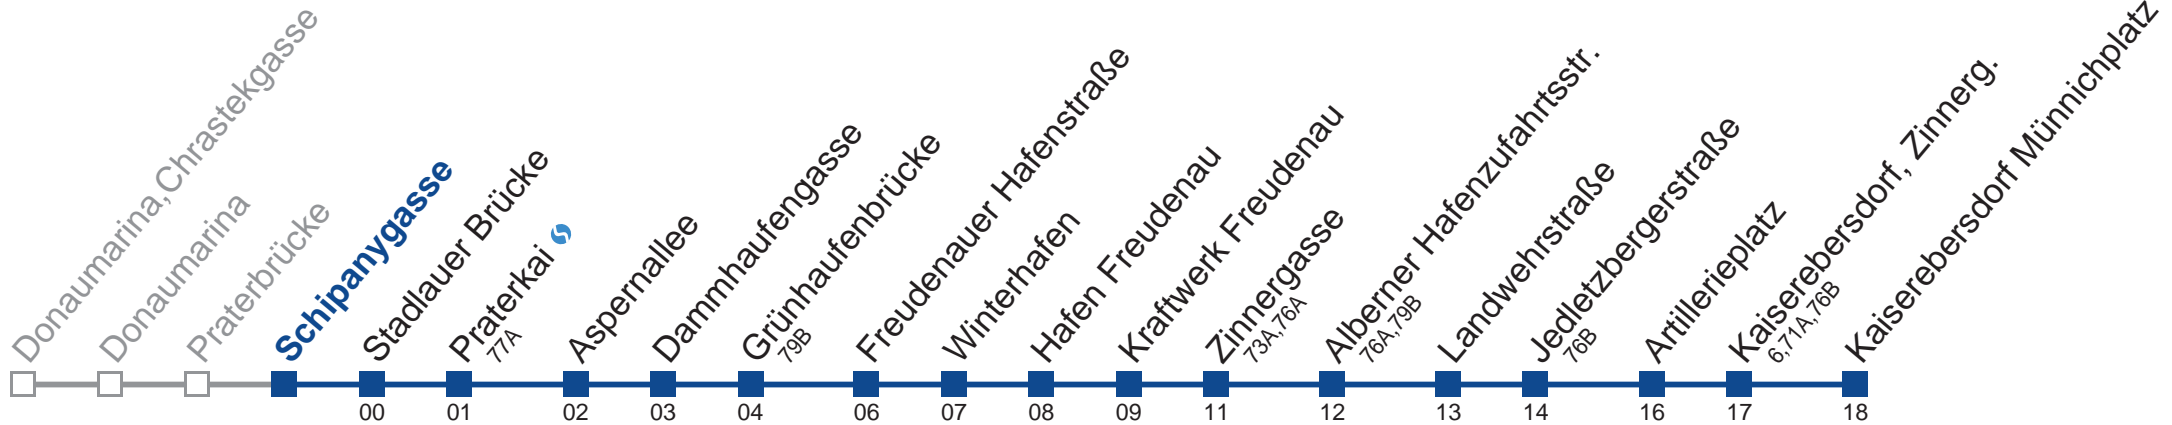 Donaumarina, Chrastekgasse
Donaumarina
Praterbrücke
Schipanygasse
Stadlauer Brücke
Praterkai
77A
Aspernallee
Dammhaufengasse
Grünhaufenbrücke
79B
Freudenauer Hafenstraße
Winterhafen
Hafen Freudenau
Kraftwerk Freudenau
Zinnergasse
73A,76A
Alberner Hafenzufahrtsstr.
76A,79B
Landwehrstraße
Jedletzbergerstraße
76B
Artillerieplatz
Kaiserebersdorf, Zinnerg.
6,71A,76B
Kaiserebersdorf Münnichplatz
00 01 02 03 04 06 07 08 09 11 12 13 14 16 17 18